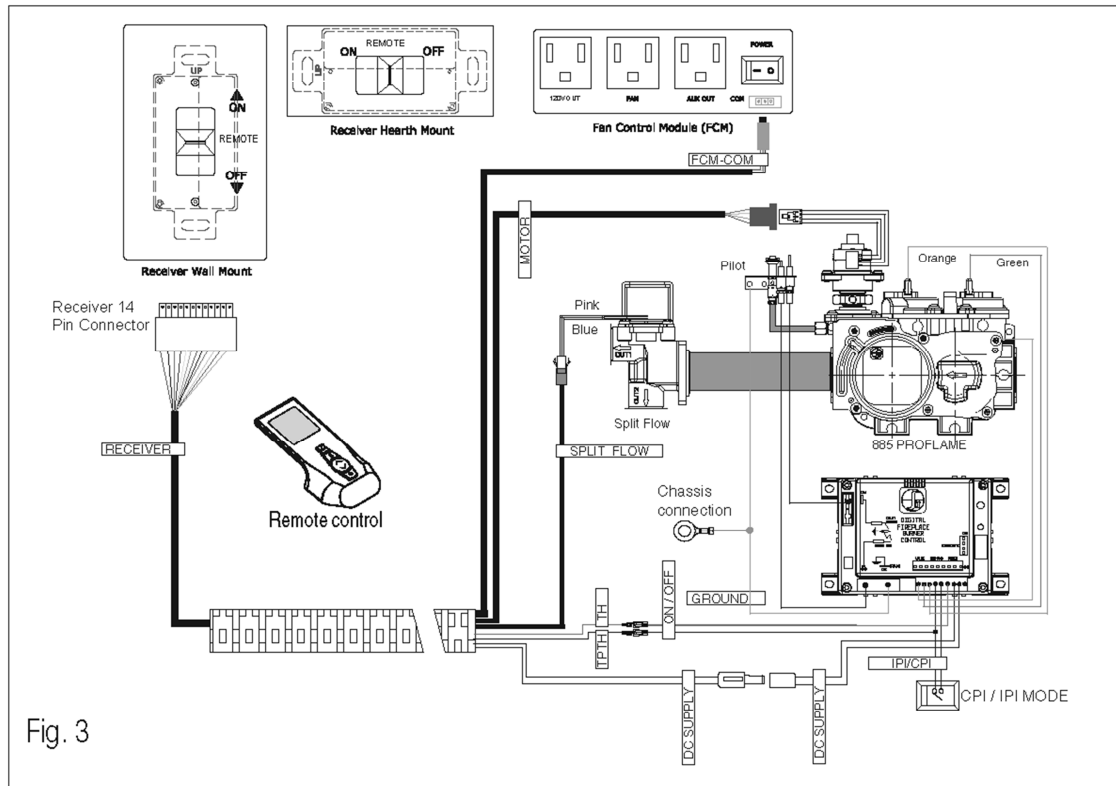 UP
ON
REMOTE
OFF
Receiver Wall Mount
REMOTE
ON
OFF
UP
Receiver Hearth Mount
POWER
120V OUT
FAN
AUX OUT
COM
Fan Control Module (FCM)
FCM-COM
MOTOR
Pilot
Orange
Green
Receiver 14
Pin Connector
Pink
Blue
OUT1
OUT2
Split Flow
885 PROFLAME
RECEIVER
SPLIT FLOW
Remote control
Chassis
connection
DIGITAL
FIREPLACE
BURNER
CONTROL
GROUND
ON / OFF
TH
TPTH
IPI/CPI
CPI / IPI MODE
DC SUPPLY
DC SUPPLY
Fig. 3